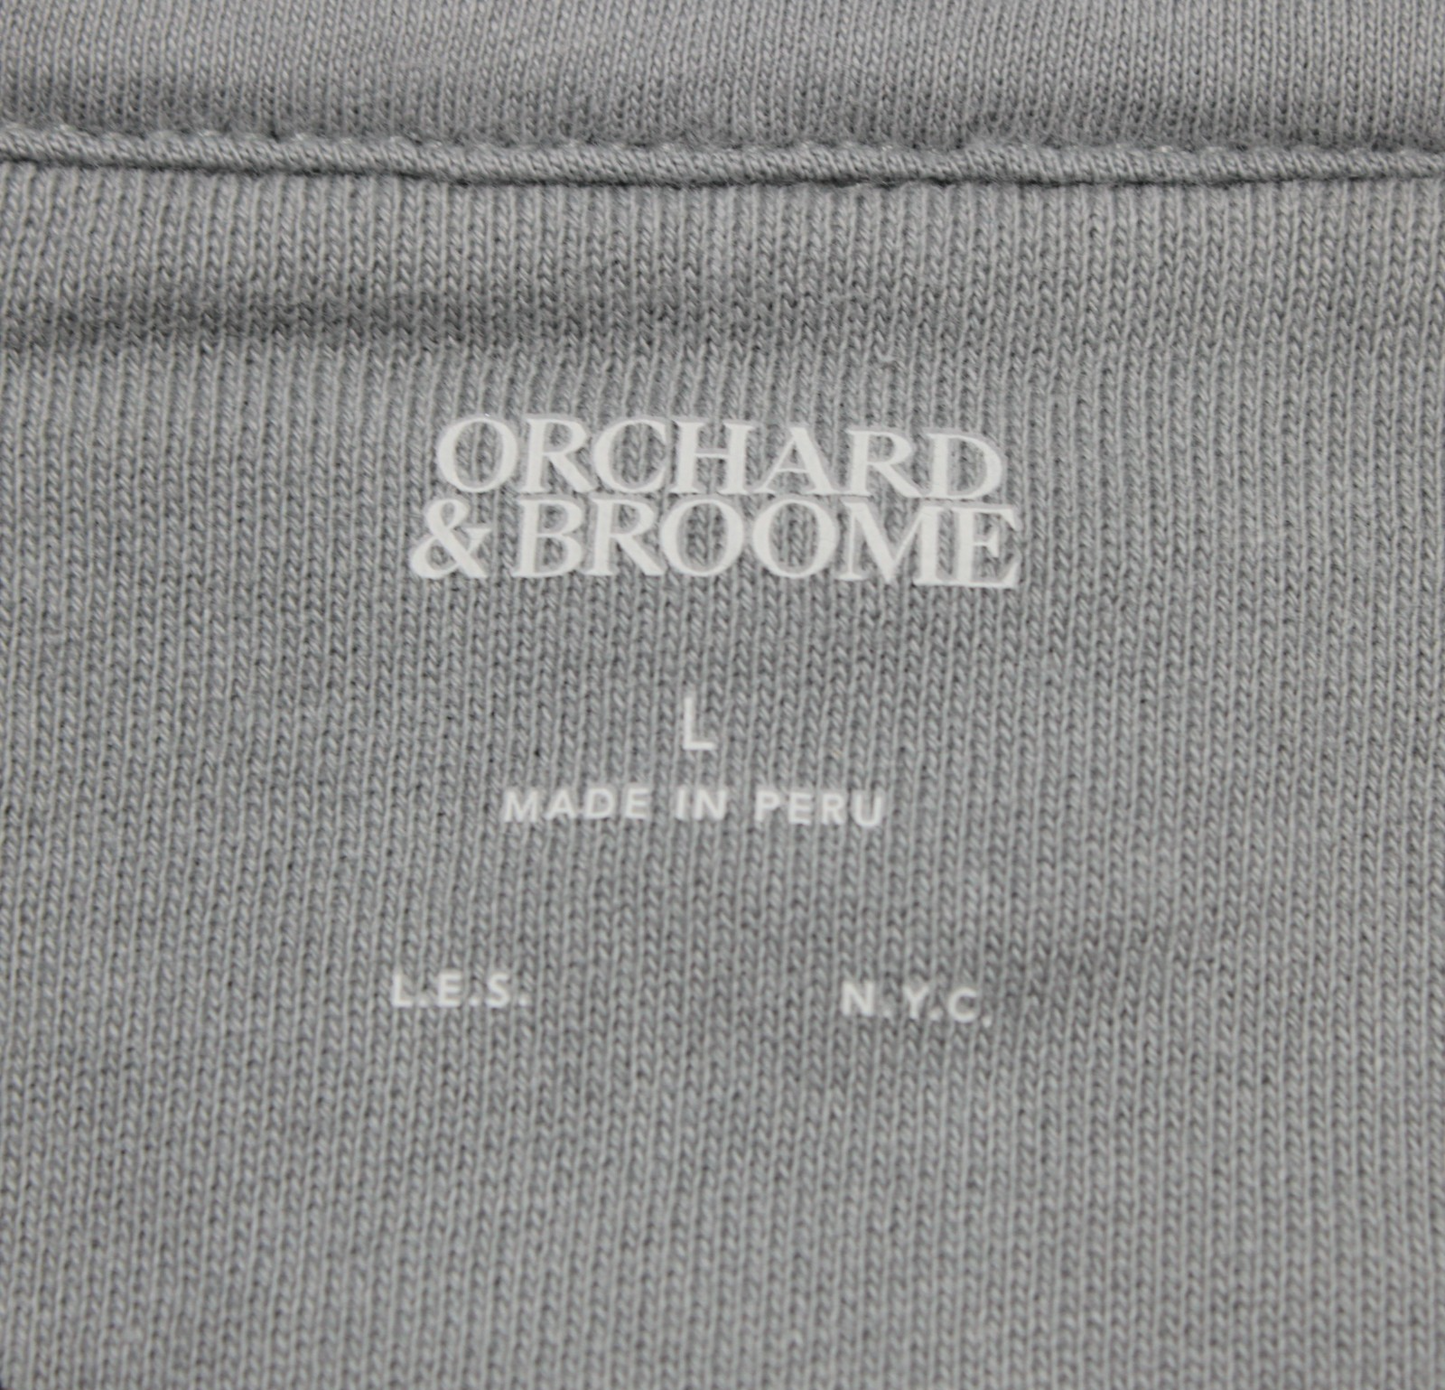 ORCHARD
& BROOME
L
MADE IN PERU
L.E.S. N.Y.C.